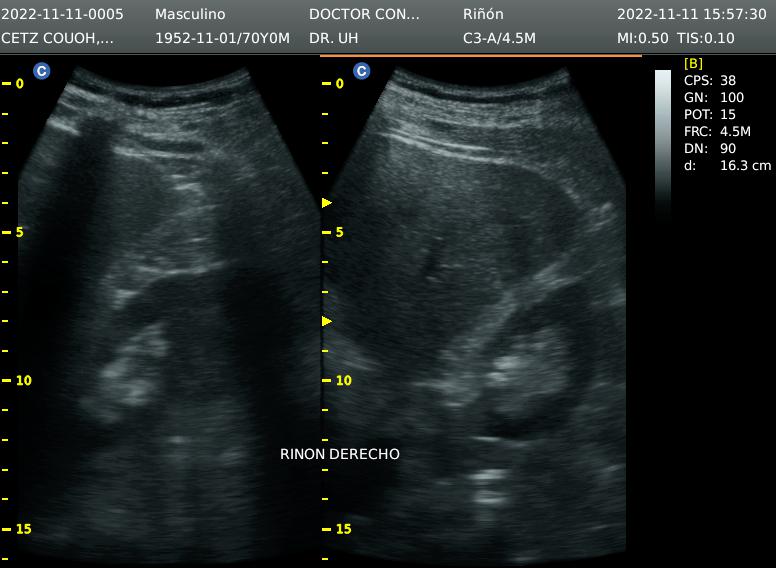 2022-11-11-0005 Masculino DOCTOR CON... Riñón 2022-11-11 15:57:30
CETZ COUOH,... 1952-11-01/70Y0M DR. UH C3-A/4.5M MI:0.50 TIS:0.10
C
C
[B]
CPS: 38
GN: 100
POT: 15
FRC: 4.5M
DN: 90
d: 16.3 cm
0
5
10
15
0
5
10
15
RINON DERECHO